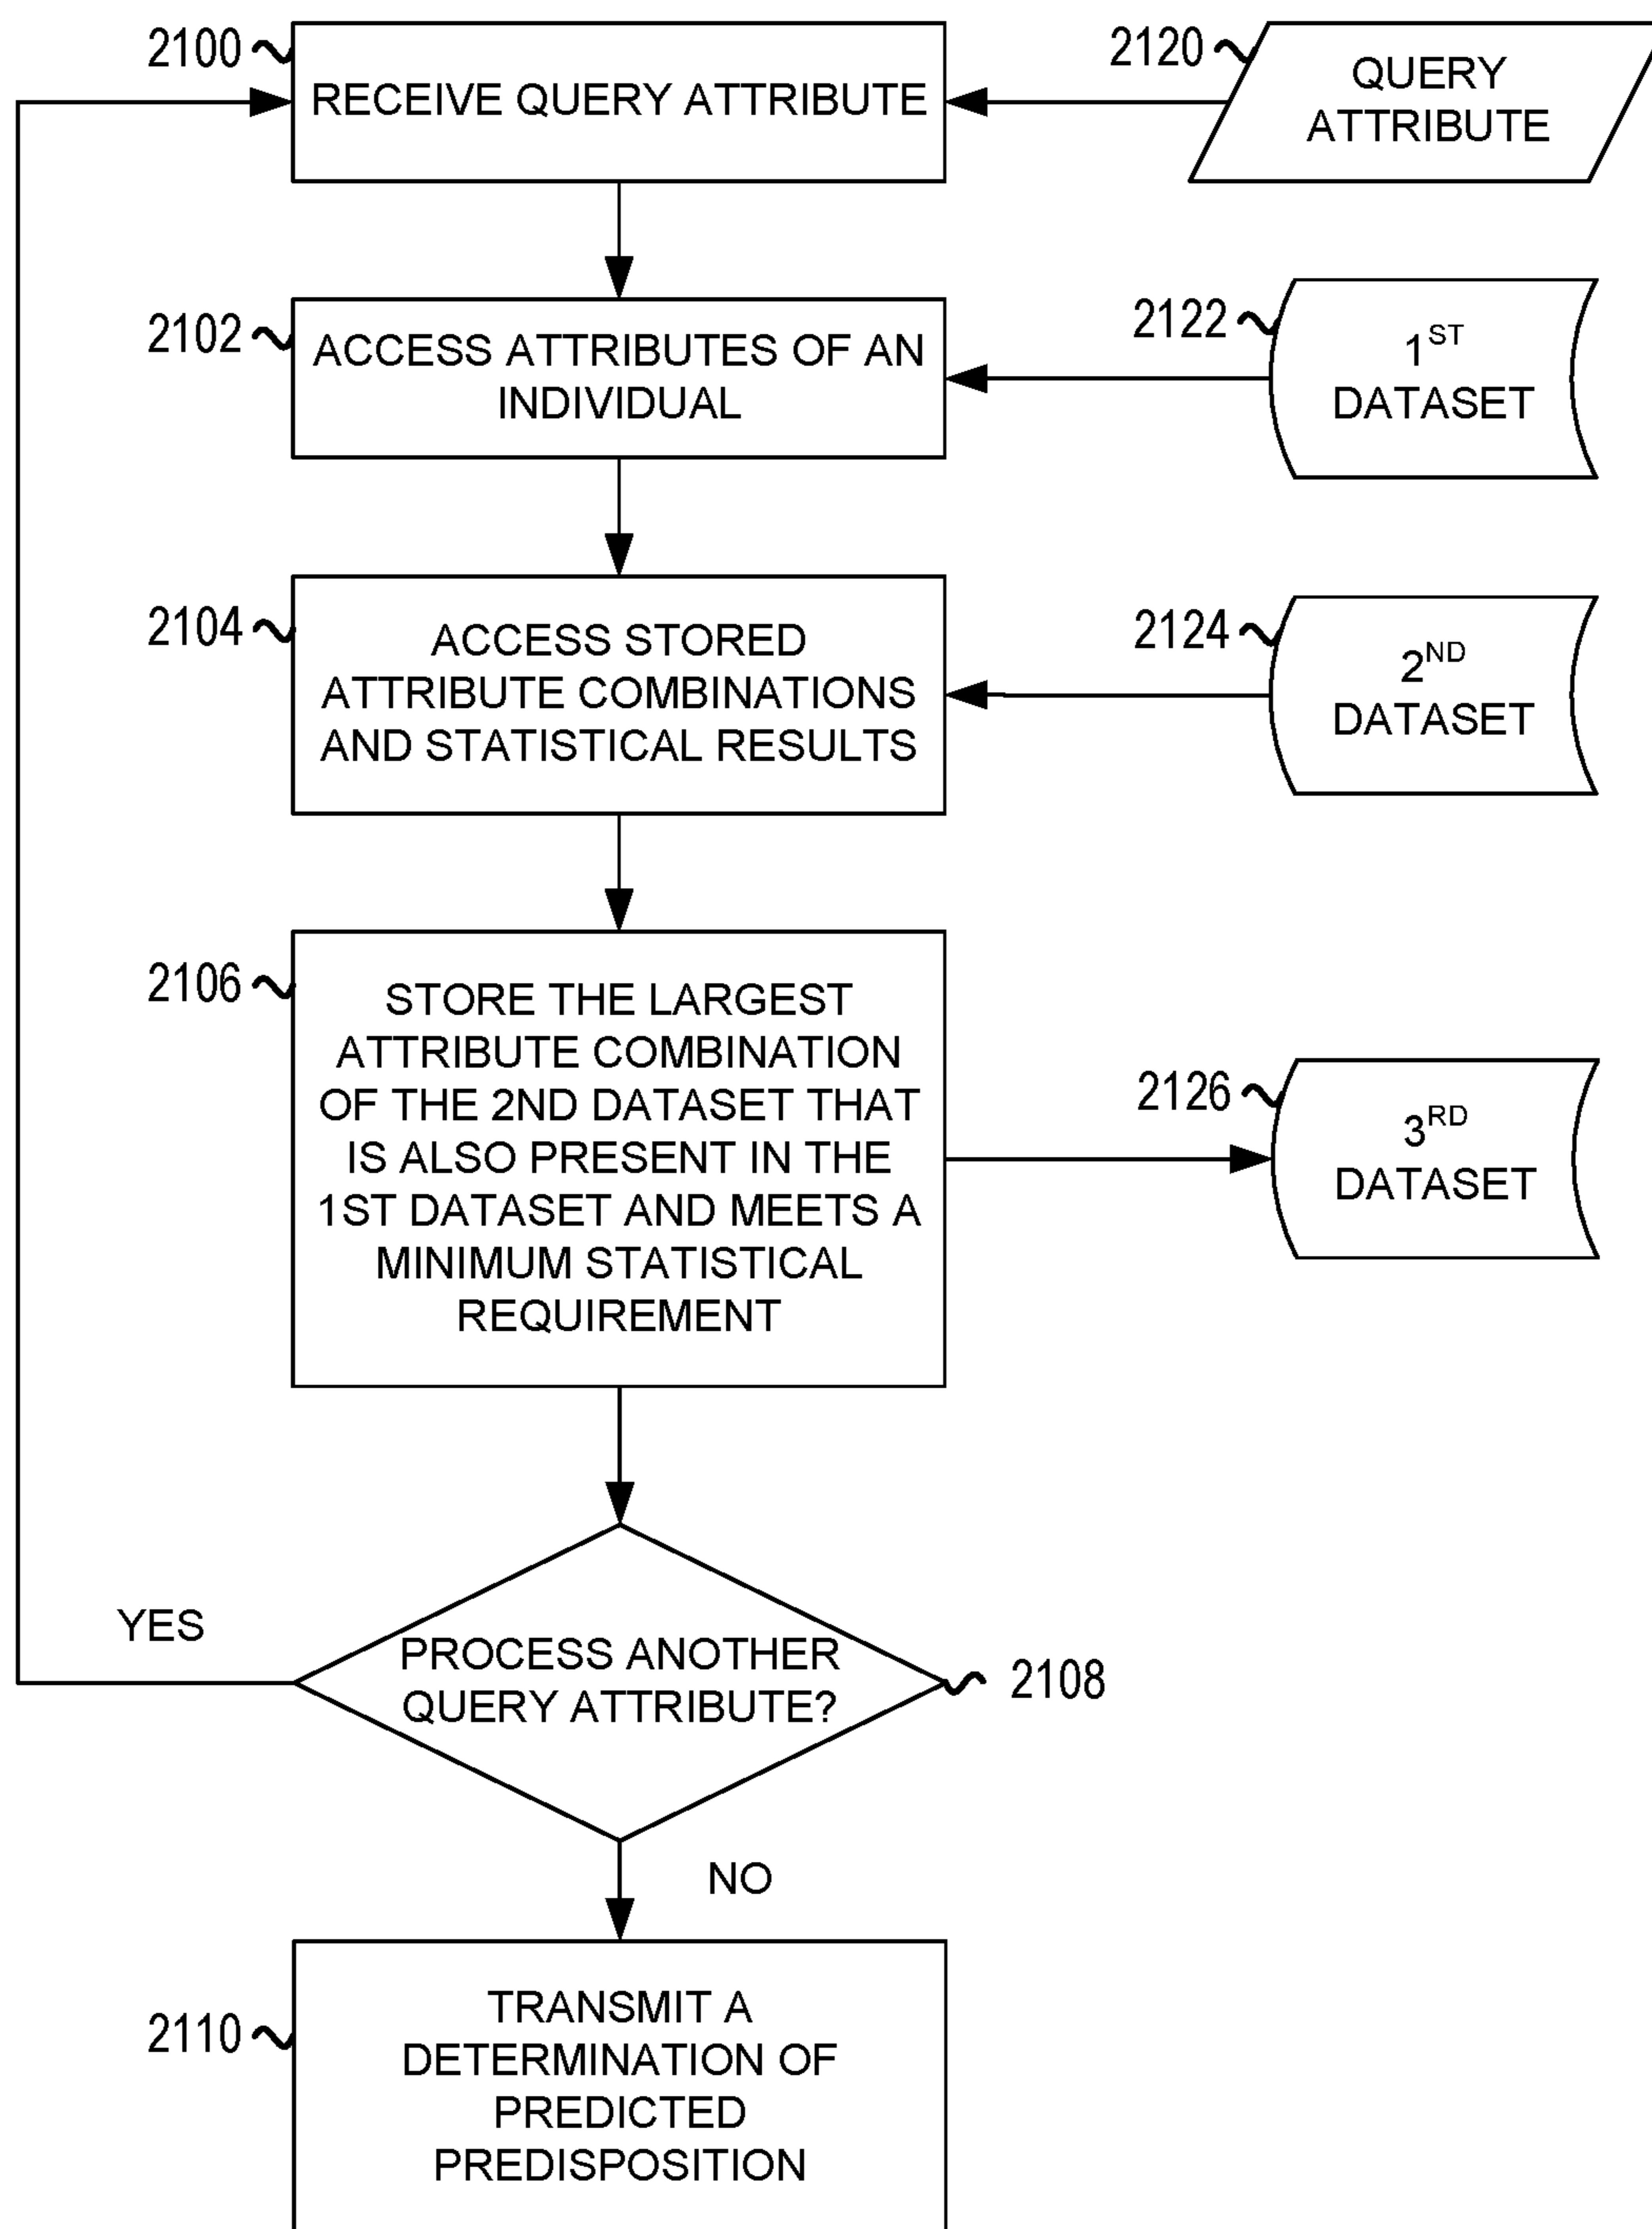 2100
RECEIVE QUERY ATTRIBUTE
2120
QUERY
ATTRIBUTE
2102
ACCESS ATTRIBUTES OF AN
INDIVIDUAL
2122
1ST
DATASET
2104
ACCESS STORED
ATTRIBUTE COMBINATIONS
AND STATISTICAL RESULTS
2124
2ND
DATASET
2106
STORE THE LARGEST
ATTRIBUTE COMBINATION
OF THE 2ND DATASET THAT
IS ALSO PRESENT IN THE
1ST DATASET AND MEETS A
MINIMUM STATISTICAL
REQUIREMENT
2126
3RD
DATASET
YES
PROCESS ANOTHER
QUERY ATTRIBUTE?
2108
NO
2110
TRANSMIT A
DETERMINATION OF
PREDICTED
PREDISPOSITION